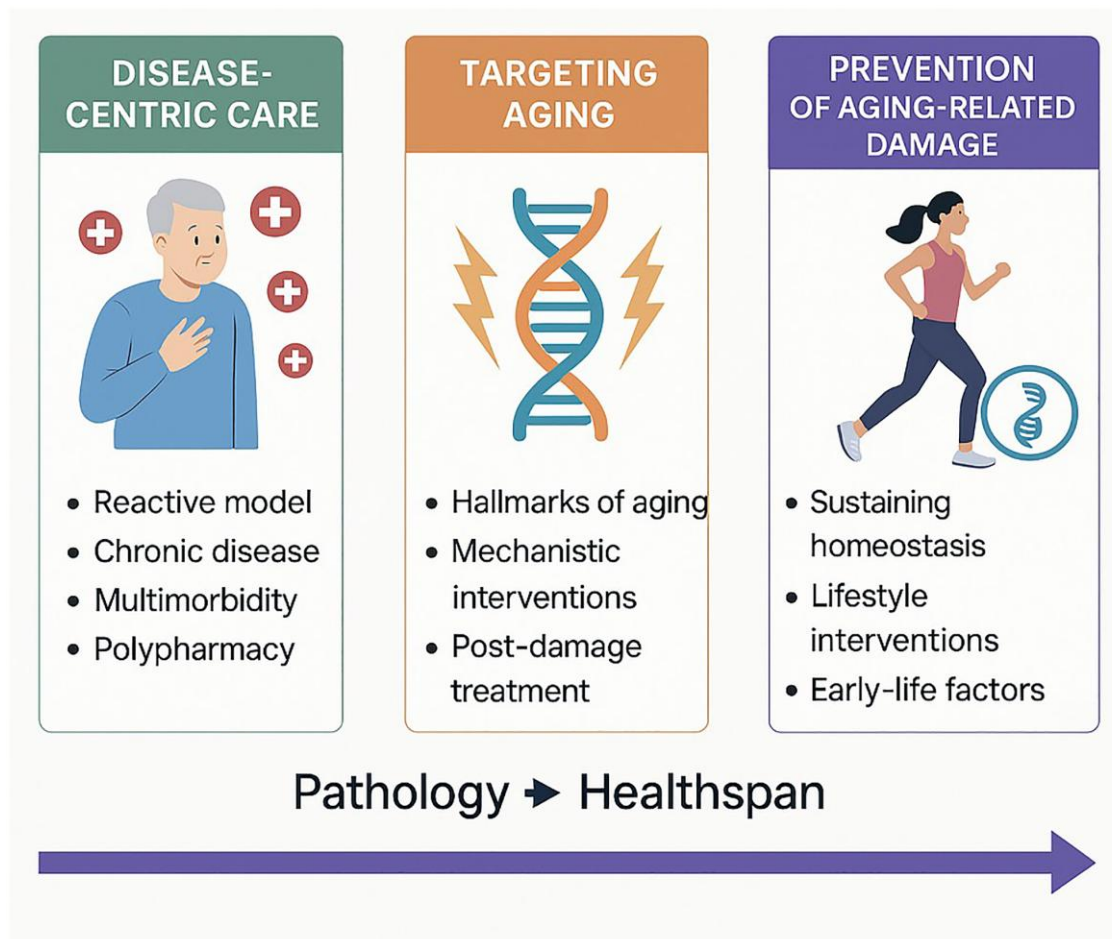 DISEASE-
CENTRIC CARE
• Reactive model
• Chronic disease
• Multimorbidity
• Polypharmacy
TARGETING
AGING
• Hallmarks of aging
• Mechanistic
interventions
• Post-damage
treatment
PREVENTION
OF AGING-RELATED
DAMAGE
• Sustaining
homeostasis
• Lifestyle
interventions
• Early-life factors
Pathology → Healthspan